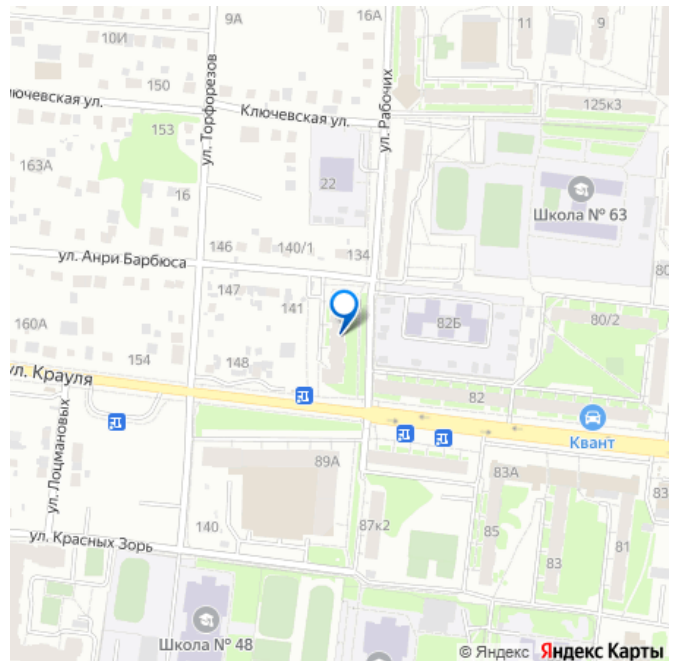 9А
16А
11
9
10И
ул. Торфорезов
ул. Рабочих
150
лючевская ул.
Ключевская ул.
125к3
153
163А
22
16
Школа № 63
ул. Анри Барбюса
146
140/1
134
80
147
141
160А
82Б
80/2
154
148
ул. Крауля
82
Квант
ул. Лоцмановых
89А
83А
83
140
87к2
85
81
ул. Красных Зорь
83
Школа № 48
© Яндекс Яндекс Карты